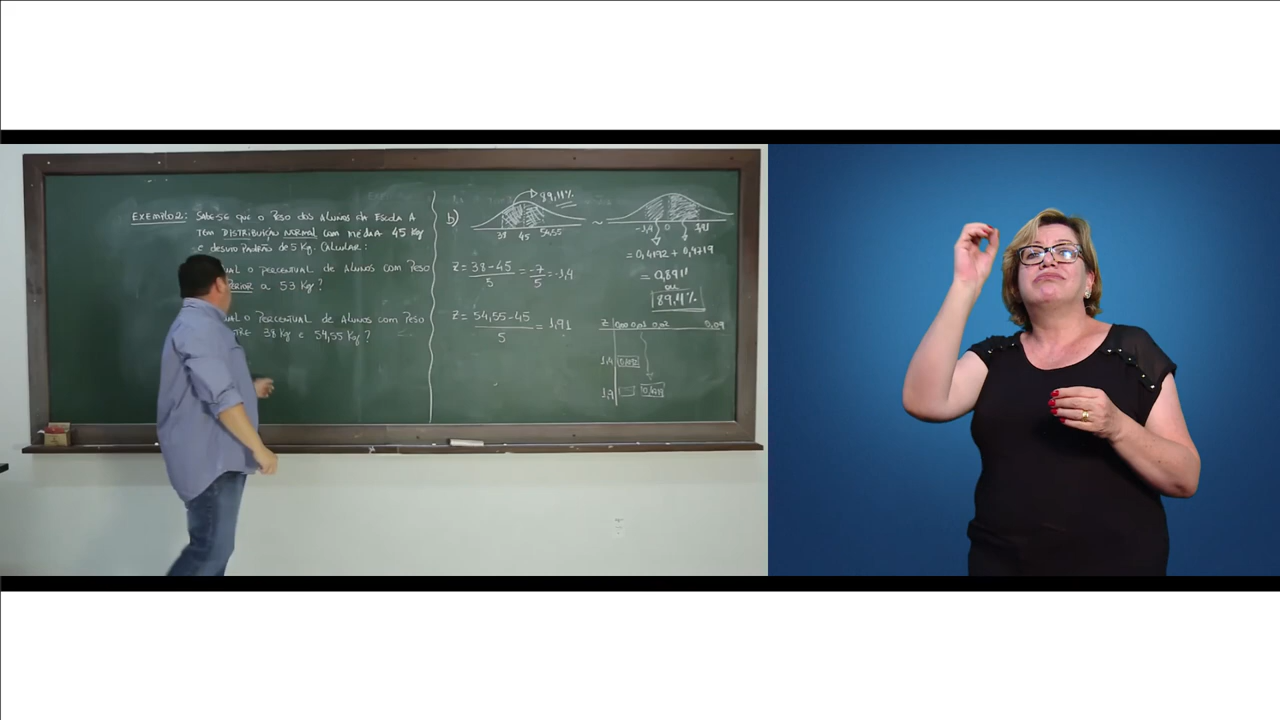 EXEMPLO 2: SABE-SE QUE O PESO DOS ALUNOS DA ESCOLA A
TEM DISTRIBUIÇÃO NORMAL COM MÉDIA 45 Kg
E DESVIO PADRÃO DE 5 Kg. CALCULAR:
O PERCENTUAL DE ALUNOS COM PESO
A 53 Kg?
O PERCENTUAL DE ALUNOS COM PESO
38 Kg E 54,55 Kg?
b)
89,11%
38 45 54,55
~
-1,4 0 1,91
= 0,4192 + 0,4719
= 0,8911
ou
89,11%
Z = 38-45/5 = -7/5 = -1,4
Z = 54,55-45/5 = 1,91
Z 0,00 0,01 0,02 0,09
1,4 0,4192
1,9 0,4719